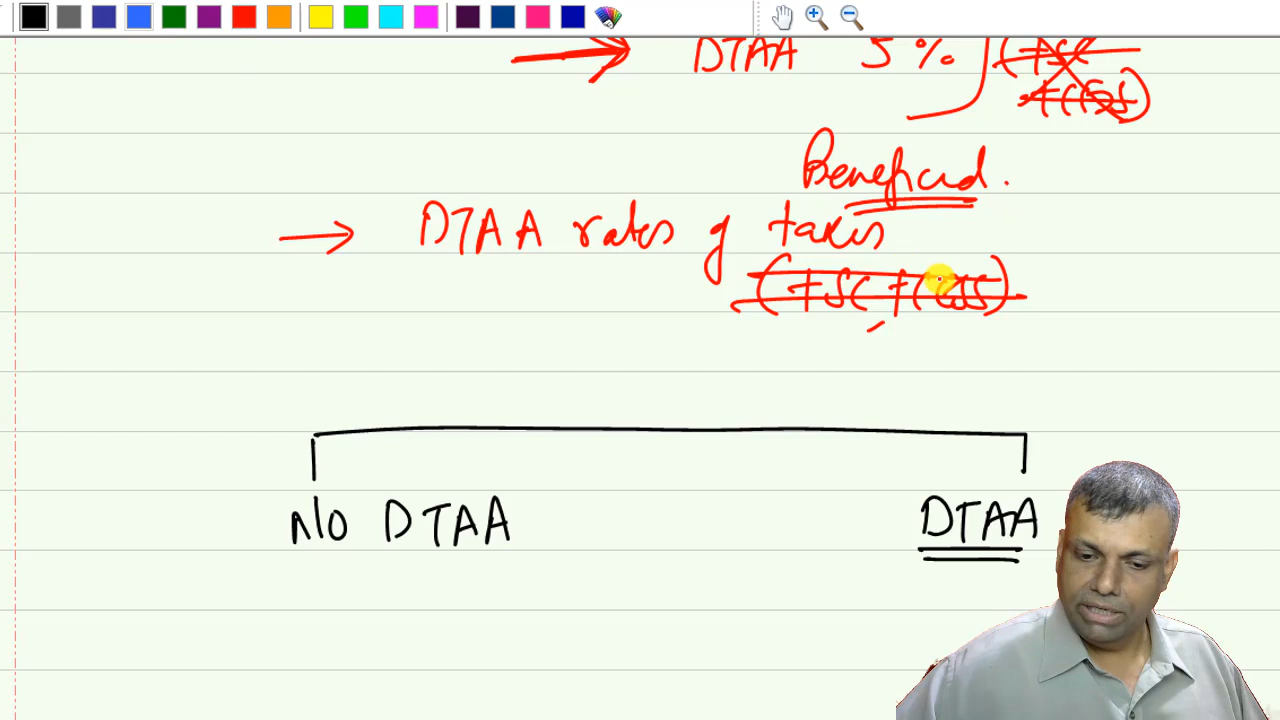 DTAA 5%
Beneficial.
→ DTAA rates of taxes
No DTAA
DTAA